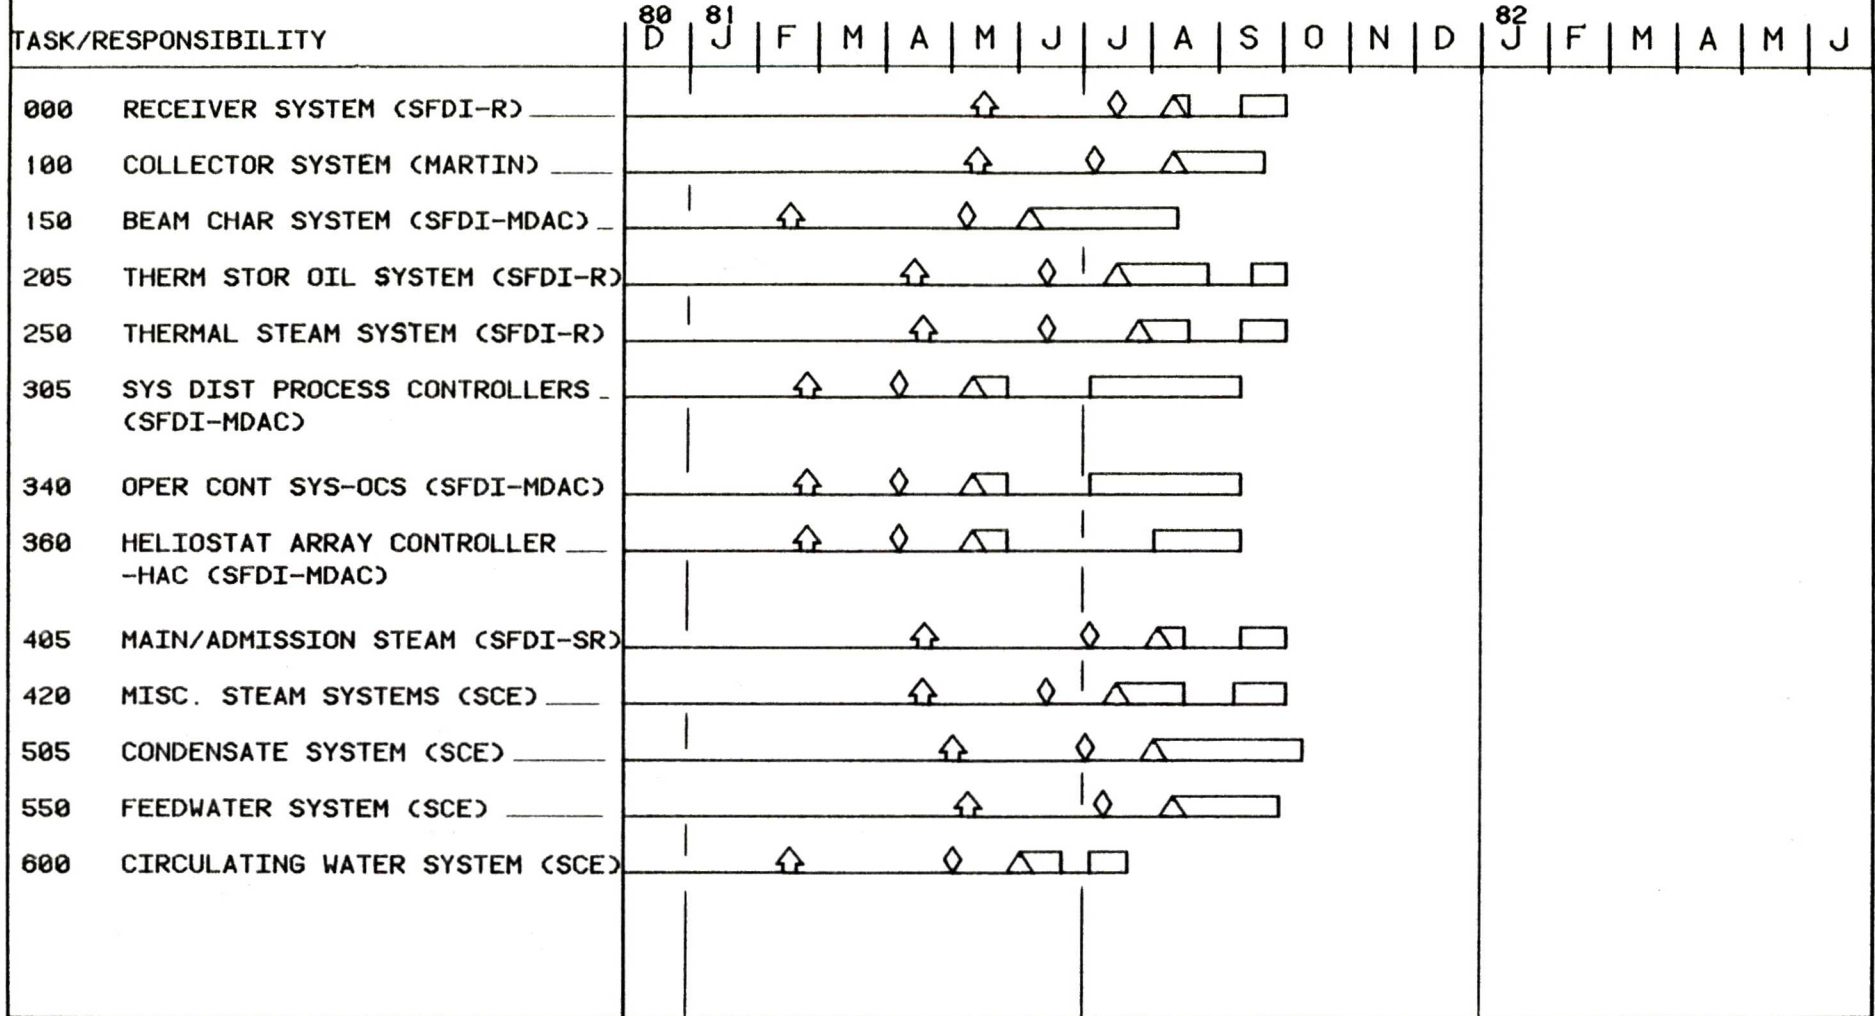 80 81 82
TASK/RESPONSIBILITY D J F M A M J J A S O N D J F M A M J
000 RECEIVER SYSTEM (SFDI-R)
100 COLLECTOR SYSTEM (MARTIN)
150 BEAM CHAR SYSTEM (SFDI-MDAC)
205 THERM STOR OIL SYSTEM (SFDI-R)
250 THERMAL STEAM SYSTEM (SFDI-R)
305 SYS DIST PROCESS CONTROLLERS
(SFDI-MDAC)
340 OPER CONT SYS-OCS (SFDI-MDAC)
360 HELIOSTAT ARRAY CONTROLLER
-HAC (SFDI-MDAC)
405 MAIN/ADMISSION STEAM (SFDI-SR)
420 MISC. STEAM SYSTEMS (SCE)
505 CONDENSATE SYSTEM (SCE)
550 FEEDWATER SYSTEM (SCE)
600 CIRCULATING WATER SYSTEM (SCE)